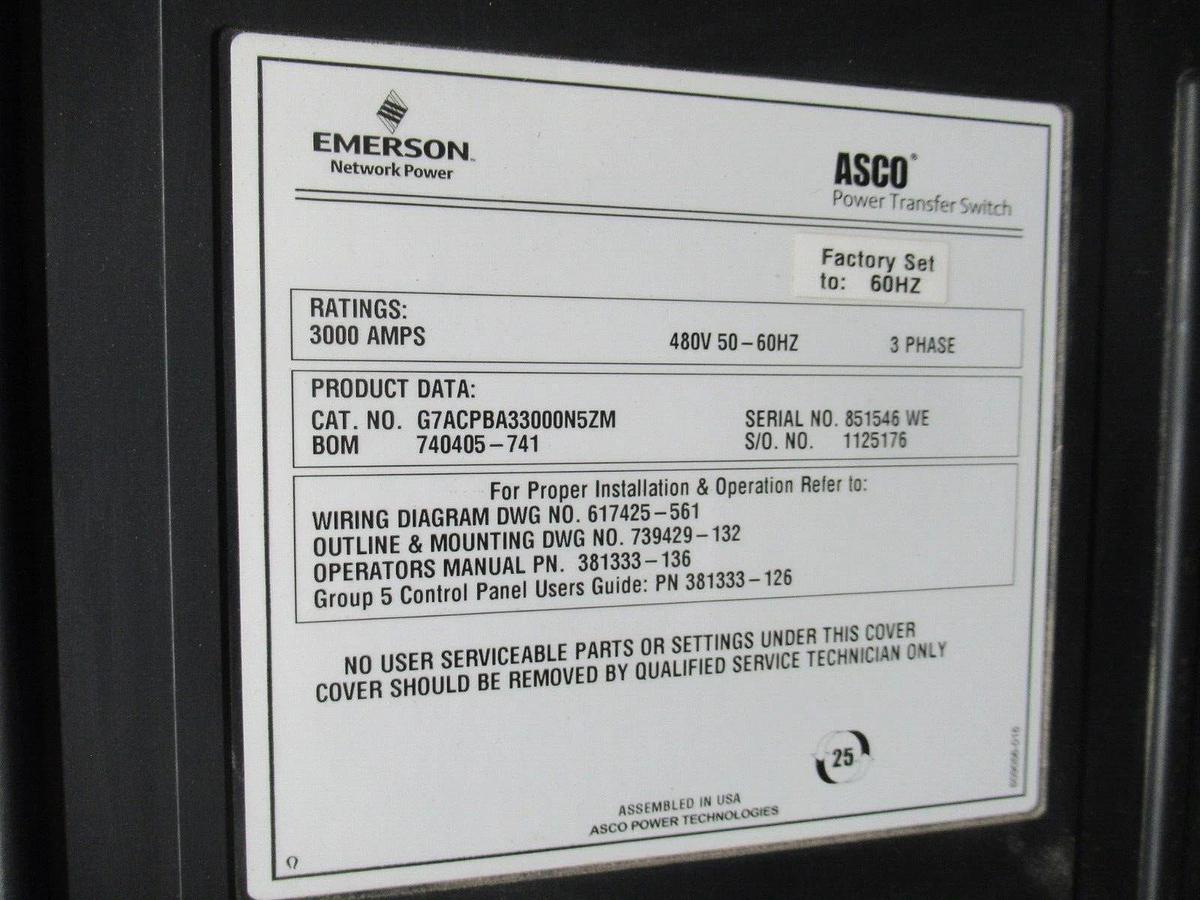 EMERSON™
Network Power
ASCO®
Power Transfer Switch
Factory Set
to: 60HZ
RATINGS:
3000 AMPS 480V 50–60HZ 3 PHASE
PRODUCT DATA:
CAT. NO. G7ACPBA33000N5ZM SERIAL NO. 851546 WE
BOM 740405–741 S/O. NO. 1125176
For Proper Installation & Operation Refer to:
WIRING DIAGRAM DWG NO. 617425–561
OUTLINE & MOUNTING DWG NO. 739429–132
OPERATORS MANUAL PN. 381333–136
Group 5 Control Panel Users Guide: PN 381333–126
NO USER SERVICEABLE PARTS OR SETTINGS UNDER THIS COVER
COVER SHOULD BE REMOVED BY QUALIFIED SERVICE TECHNICIAN ONLY
25
ASSEMBLED IN USA
ASCO POWER TECHNOLOGIES
Ω